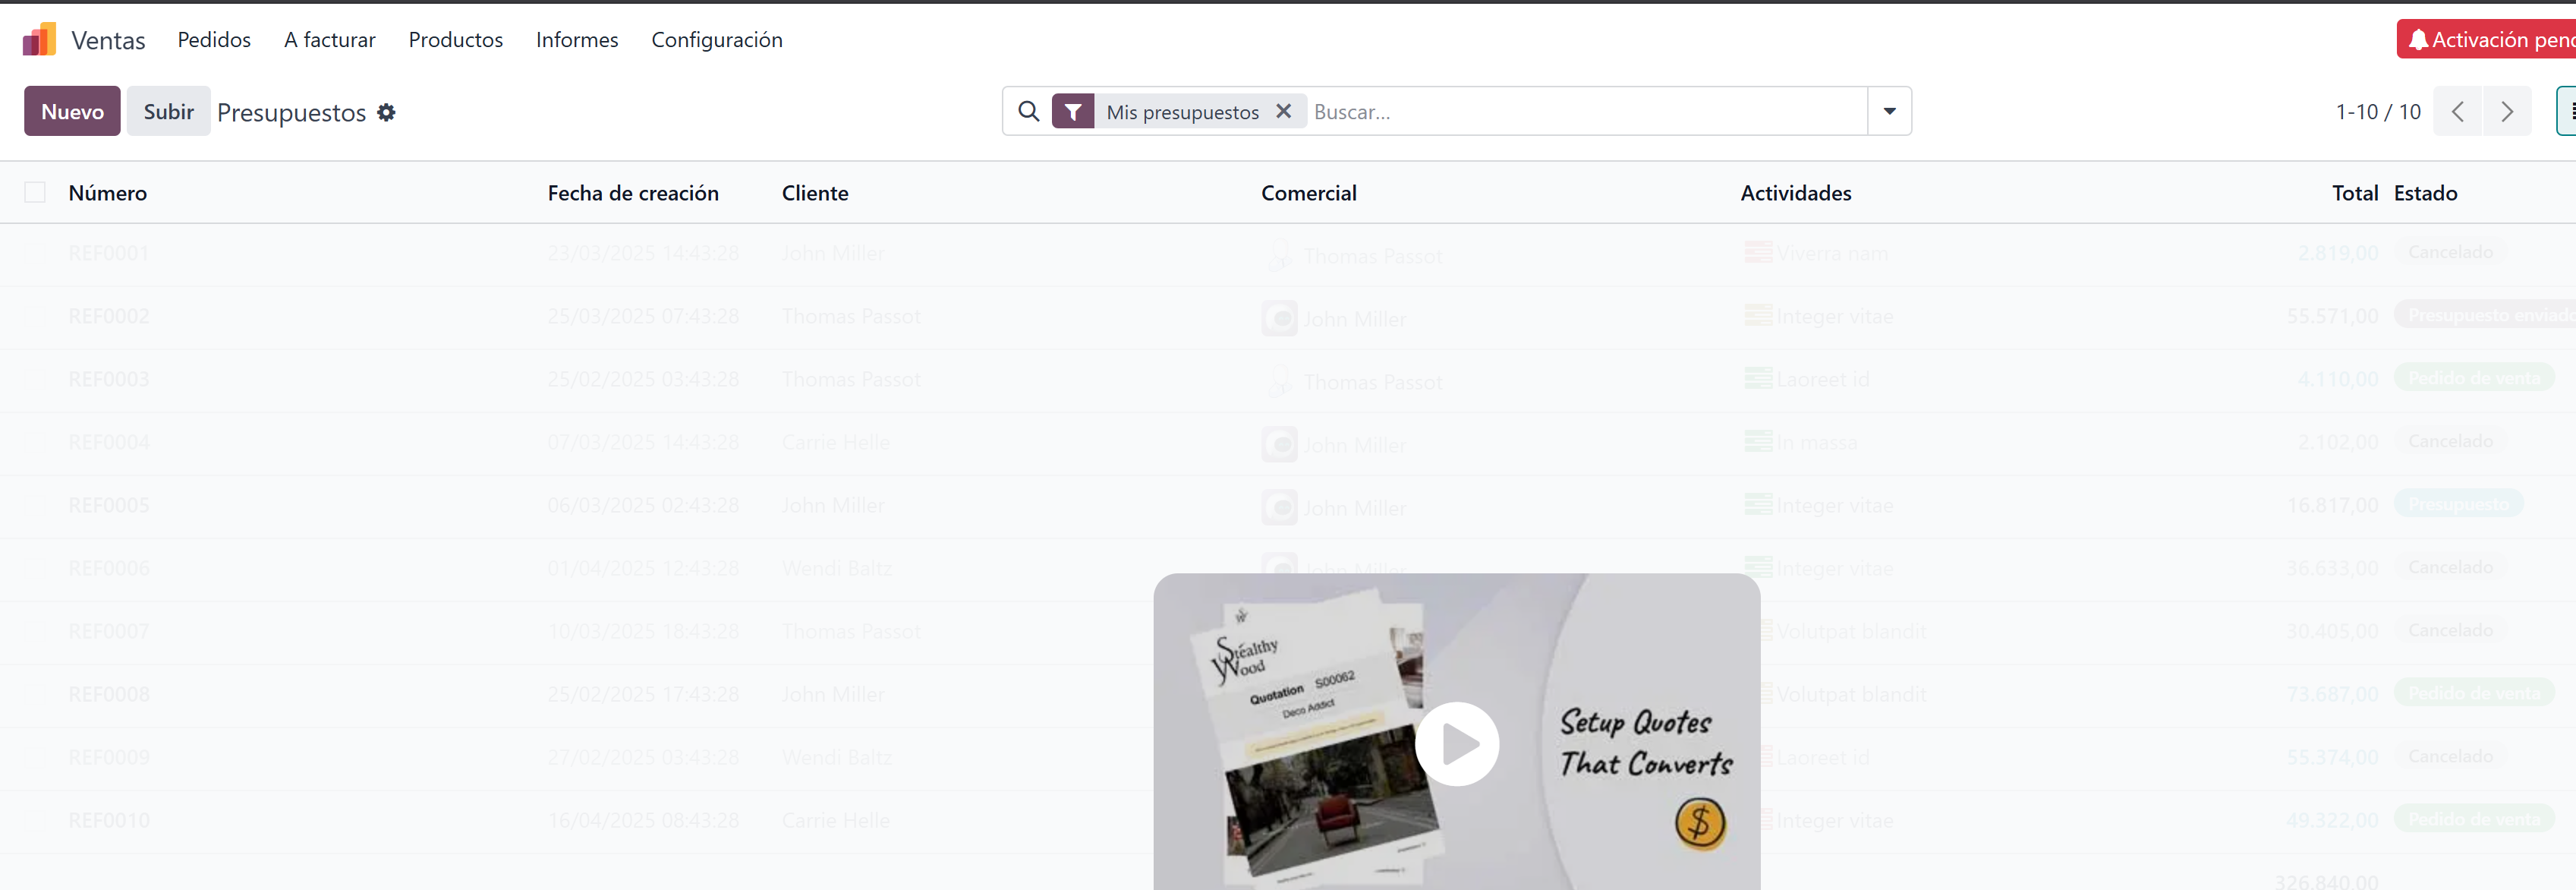 Ventas Pedidos A facturar Productos Informes Configuración Activación
Nuevo Subir Presupuestos Mis presupuestos Buscar... 1-10 / 10
Número Fecha de creación Cliente Comercial Actividades Total Estado
REF0001 23/03/2025 14:43:28 John Miller Thomas Passot Viverra nam 2.819,00 Cancelado
REF0002 25/03/2025 07:43:28 Thomas Passot John Miller Integer vitae 55.571,00 Presupuesto enviado
REF0003 25/02/2025 03:43:28 Thomas Passot Thomas Passot Laoreet id 4.110,00 Pedido de venta
REF0004 07/03/2025 14:43:28 Carrie Helle John Miller In massa 2.102,00 Cancelado
REF0005 06/03/2025 02:43:28 John Miller John Miller Integer vitae 16.817,00 Presupuesto
REF0006 01/04/2025 12:43:28 Wendi Baltz John Miller Integer vitae 36.633,00 Cancelado
REF0007 10/03/2025 18:43:28 Thomas Passot Volutpat blandit 30.405,00 Cancelado
REF0008 25/02/2025 17:43:28 John Miller Volutpat blandit 73.687,00 Pedido de venta
REF0009 27/02/2025 03:43:28 Wendi Baltz Laoreet id 55.374,00 Cancelado
REF0010 16/04/2025 08:43:28 Carrie Helle Integer vitae 49.322,00 Pedido de venta
326.840,00
Stealthy
Wood
Quotation S00062
Deco Addict
Setup Quotes
That Converts